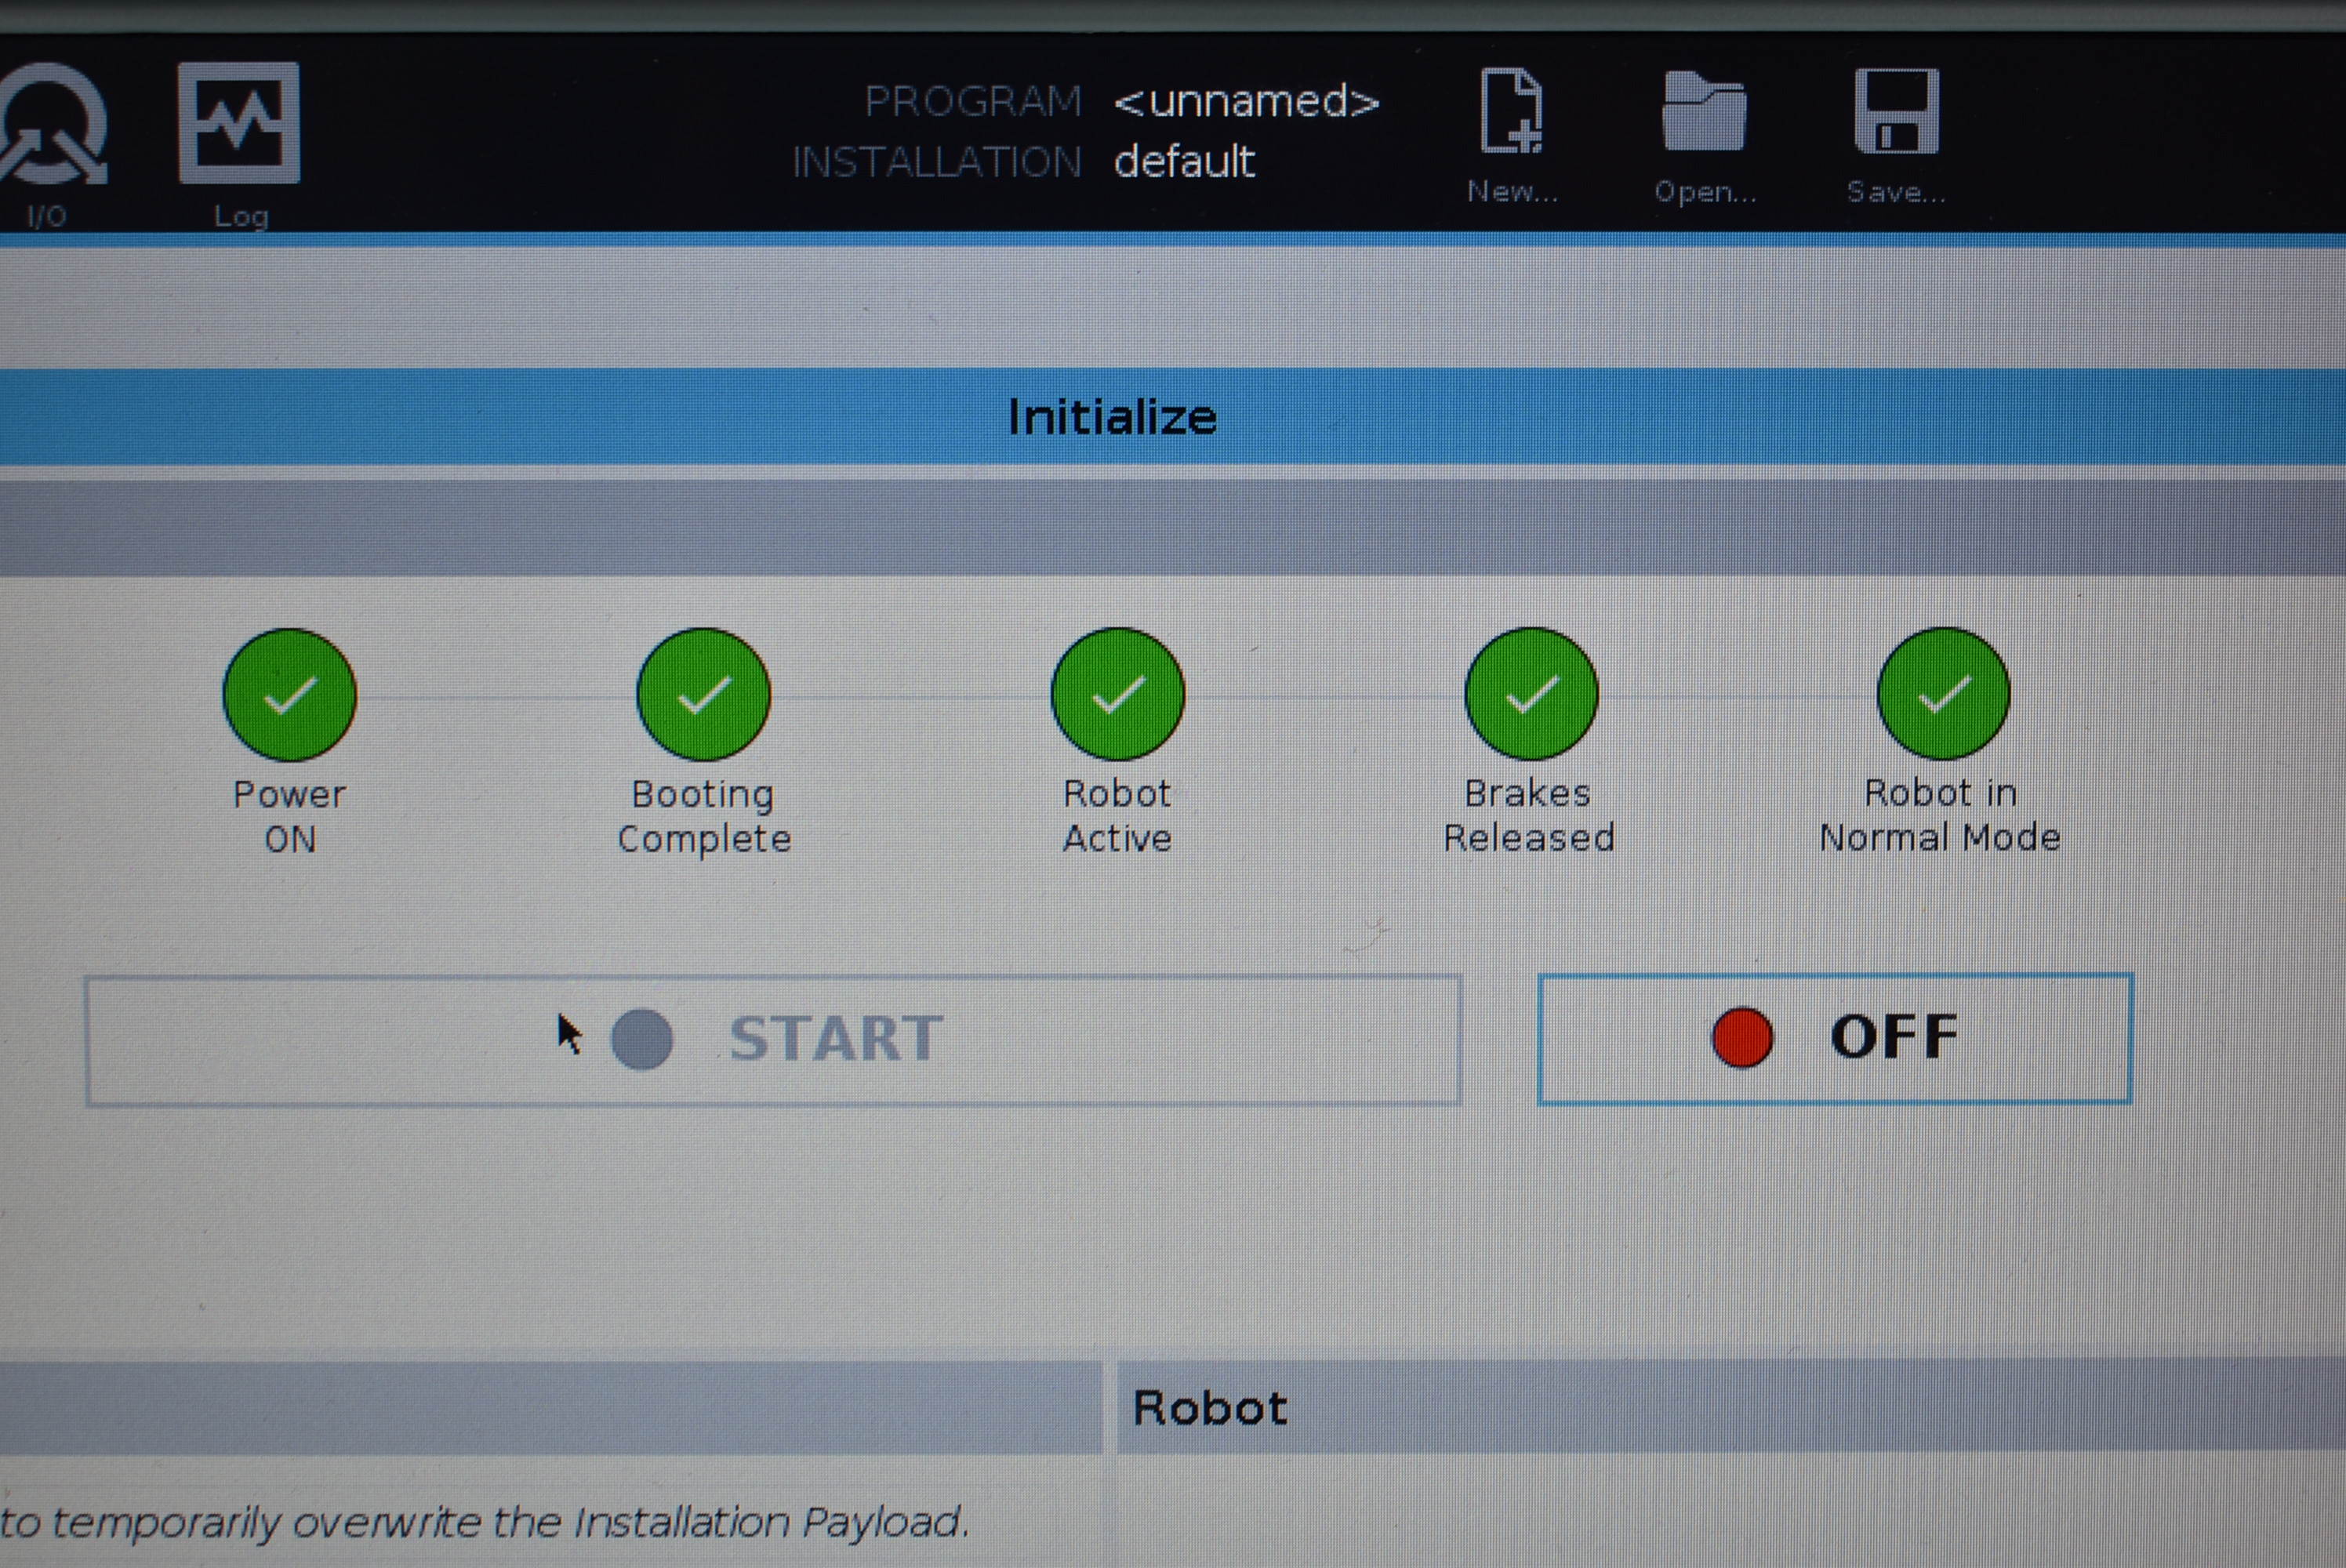 I/O
Log
PROGRAM <unnamed>
INSTALLATION default
New...
Open...
Save...
Initialize
Power
ON
Booting
Complete
Robot
Active
Brakes
Released
Robot in
Normal Mode
START
OFF
Robot
to temporarily overwrite the Installation Payload.